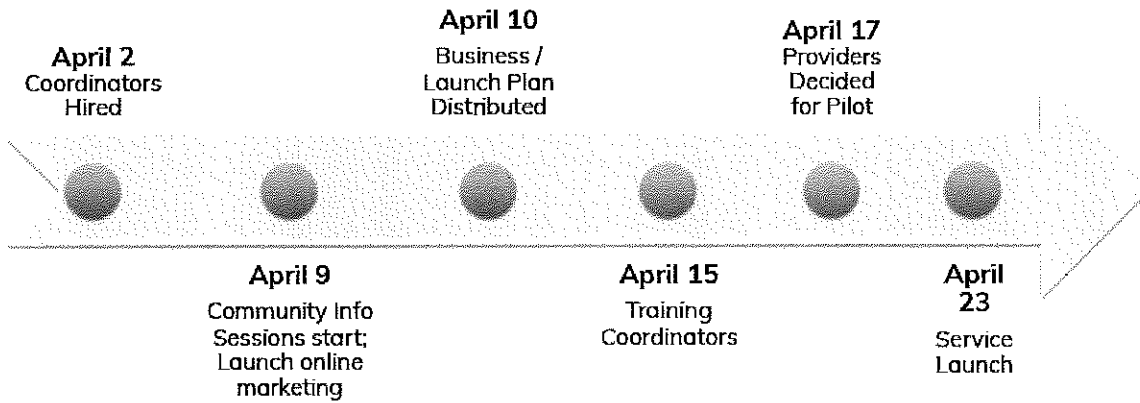 April 2
Coordinators
Hired
April 9
Community Info
Sessions start;
Launch online
marketing
April 10
Business /
Launch Plan
Distributed
April 15
Training
Coordinators
April 17
Providers
Decided
for Pilot
April
23
Service
Launch